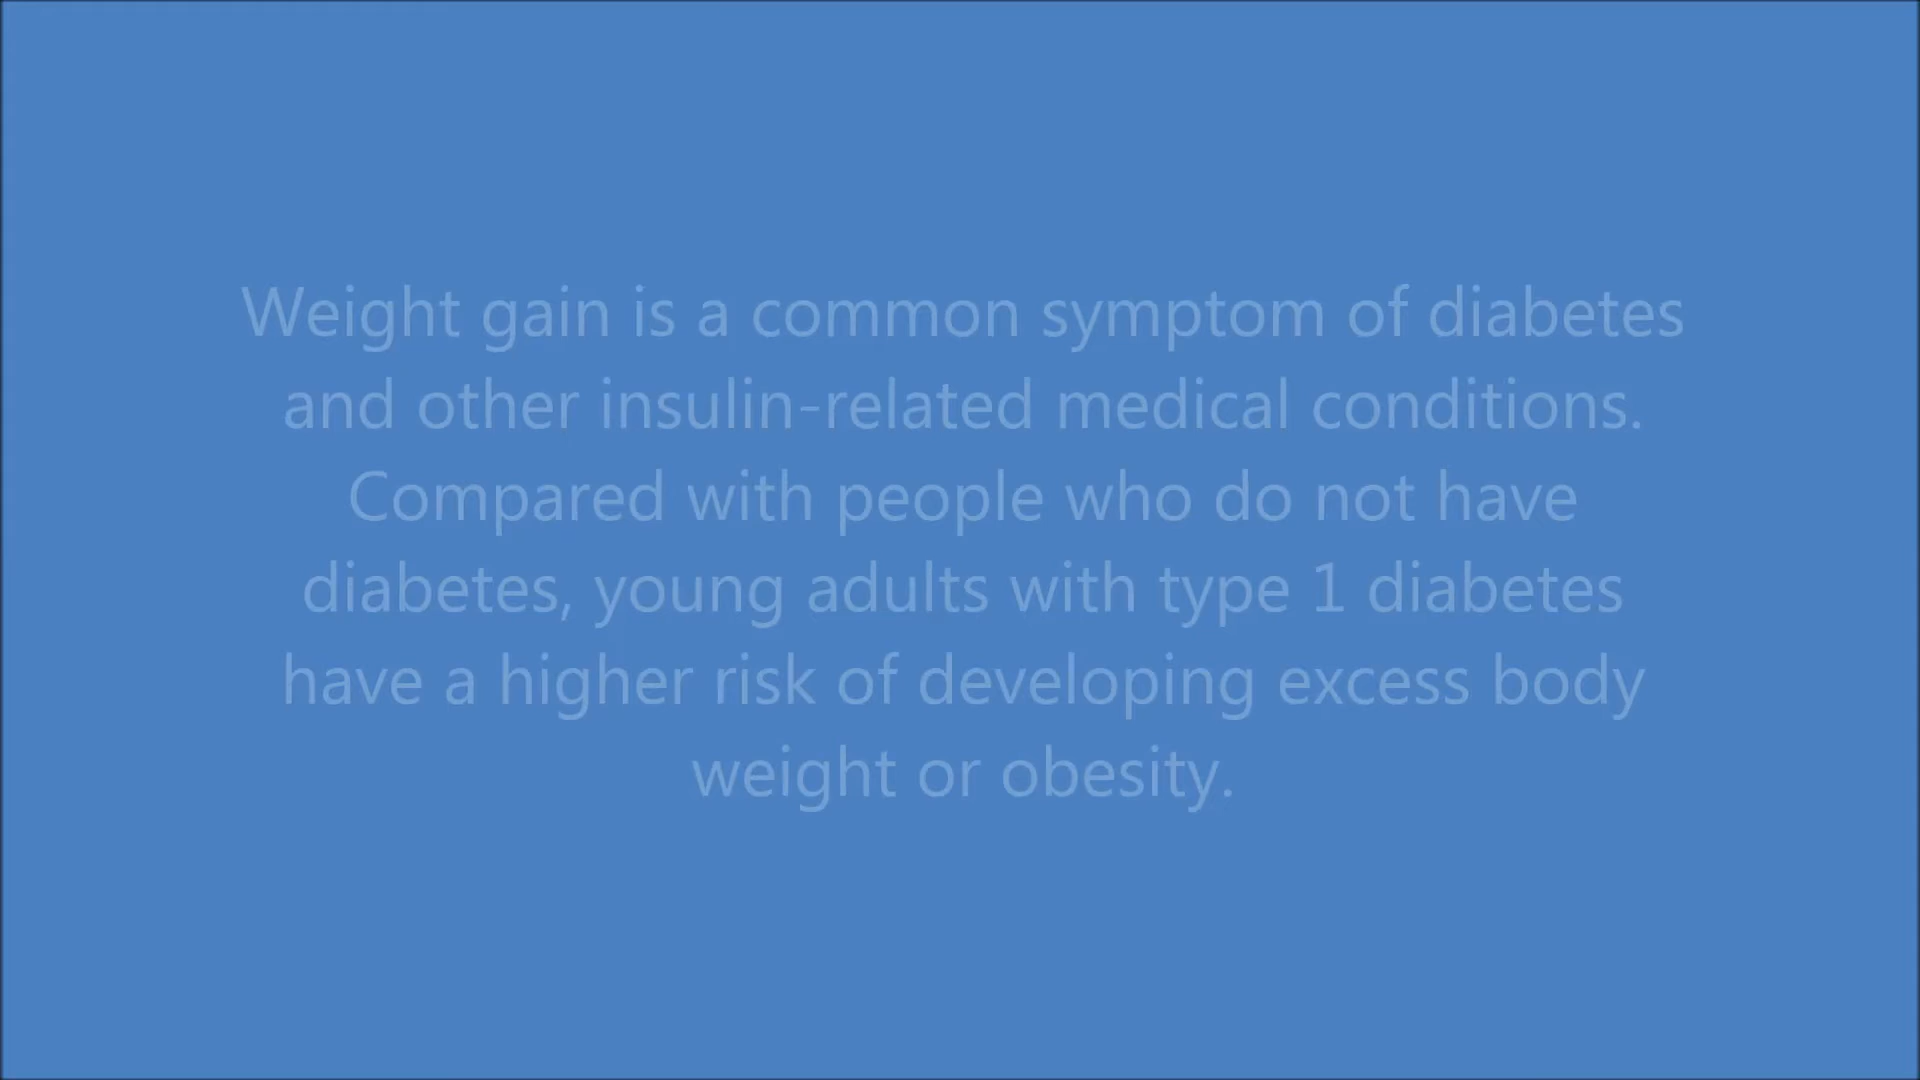 Weight gain is a common symptom of diabetes
and other insulin-related medical conditions.
Compared with people who do not have
diabetes, young adults with type 1 diabetes
have a higher risk of developing excess body
weight or obesity.